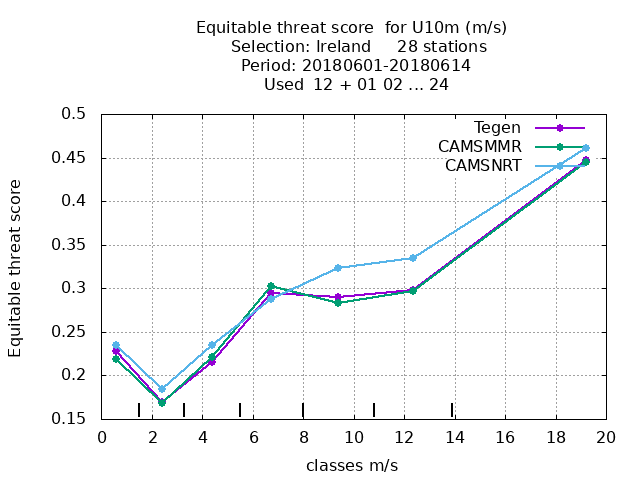 Equitable threat score  for U10m (m/s)
Selection: Ireland     28 stations
Period: 20180601-20180614
Used  12 + 01 02 ... 24
0.5
0.45
0.4
0.35
0.3
0.25
0.2
0.15
Equitable threat score
Tegen
CAMSMMR
CAMSNRT
0 2 4 6 8 10 12 14 16 18 20
classes m/s